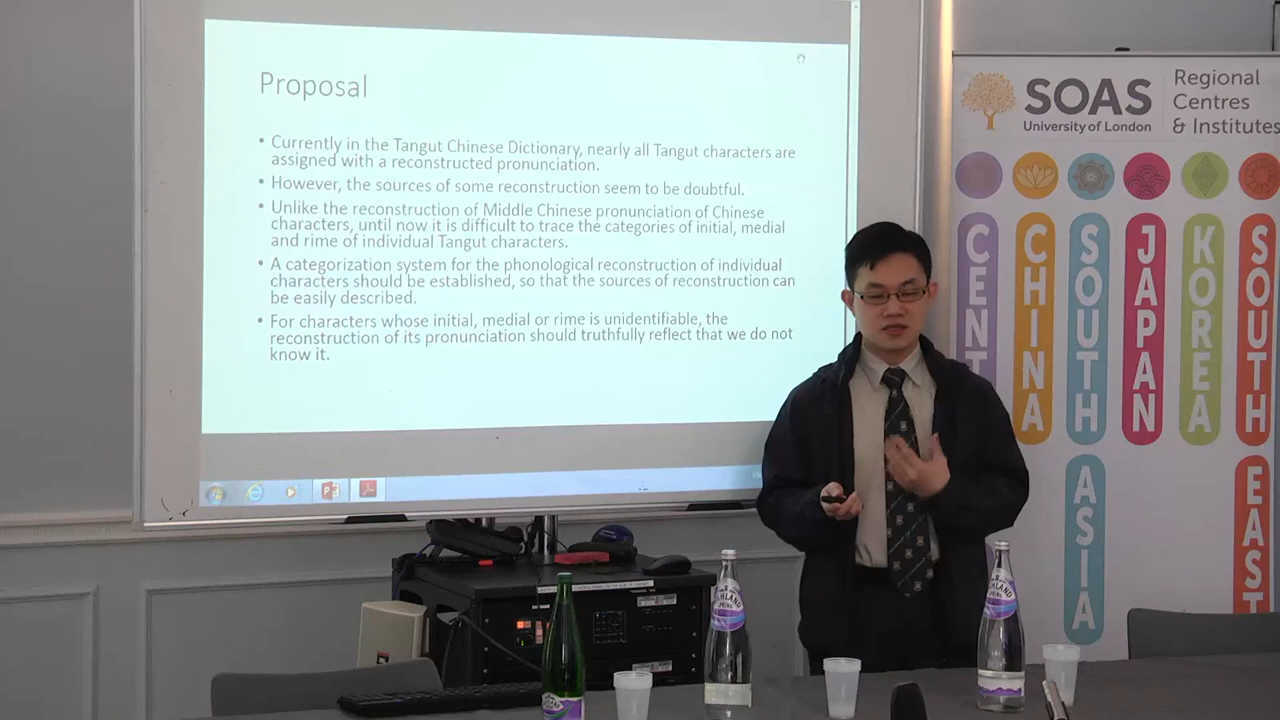 Proposal
• Currently in the Tangut Chinese Dictionary, nearly all Tangut characters are
assigned with a reconstructed pronunciation.
• However, the sources of some reconstruction seem to be doubtful.
• Unlike the reconstruction of Middle Chinese pronunciation of Chinese
characters, until now it is difficult to trace the categories of initial, medial
and rime of individual Tangut characters.
• A categorization system for the phonological reconstruction of individual
characters should be established, so that the sources of reconstruction can
be easily described.
• For characters whose initial, medial or rime is unidentifiable, the
reconstruction of its pronunciation should truthfully reflect that we do not
know it.
SOAS
University of London
Regional
Centres
& Institutes
CENT
CHINA
SOUTH
ASIA
JAPAN
KOREA
SOUTH
EAST